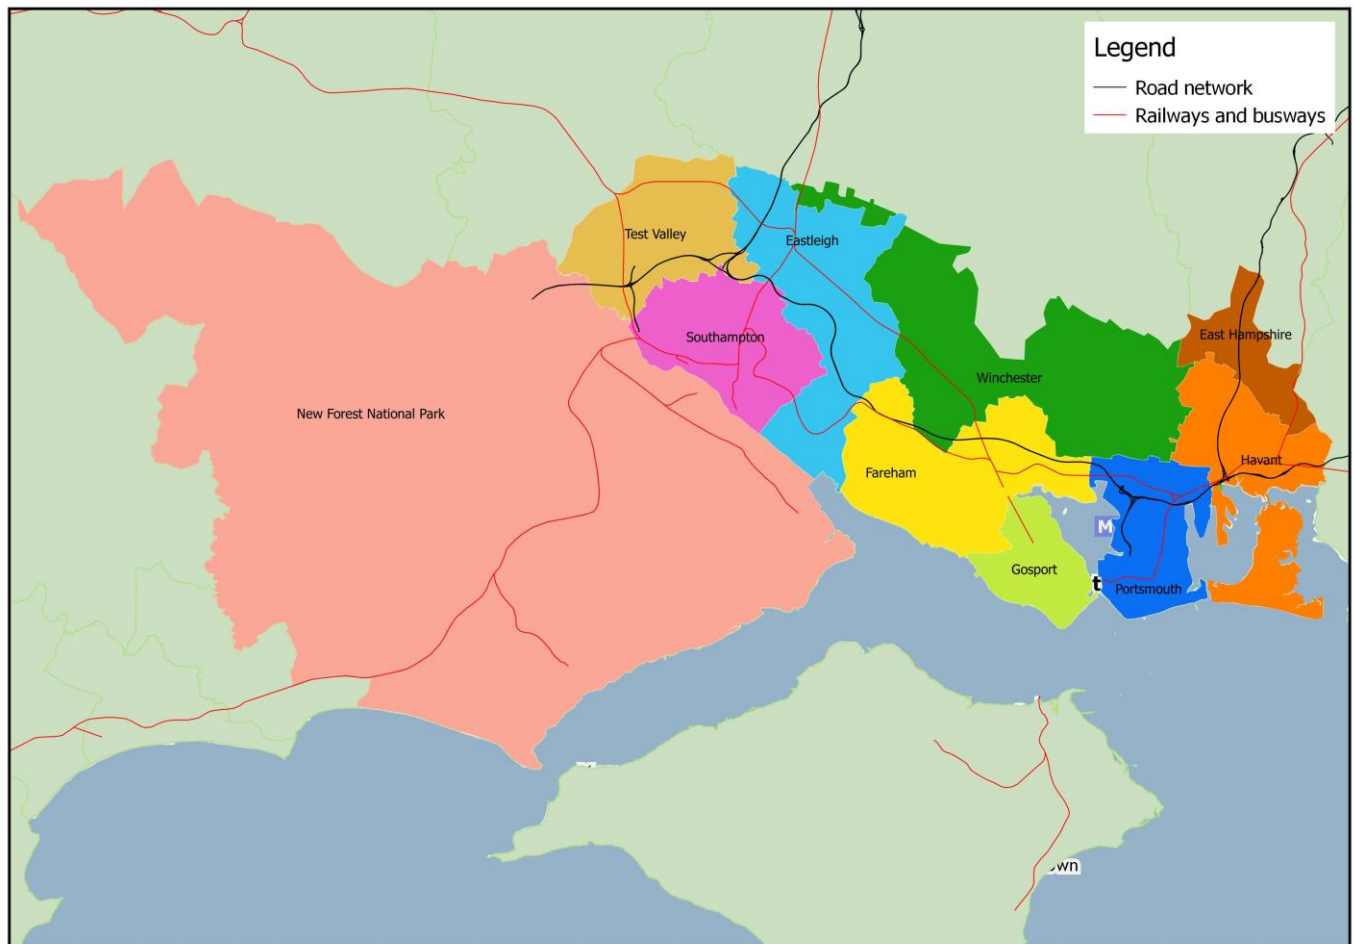 Legend
Road network
Railways and busways
Test Valley
Eastleigh
Southampton
East Hampshire
Winchester
New Forest National Park
Havant
Fareham
M
Gosport
t
Portsmouth
wn